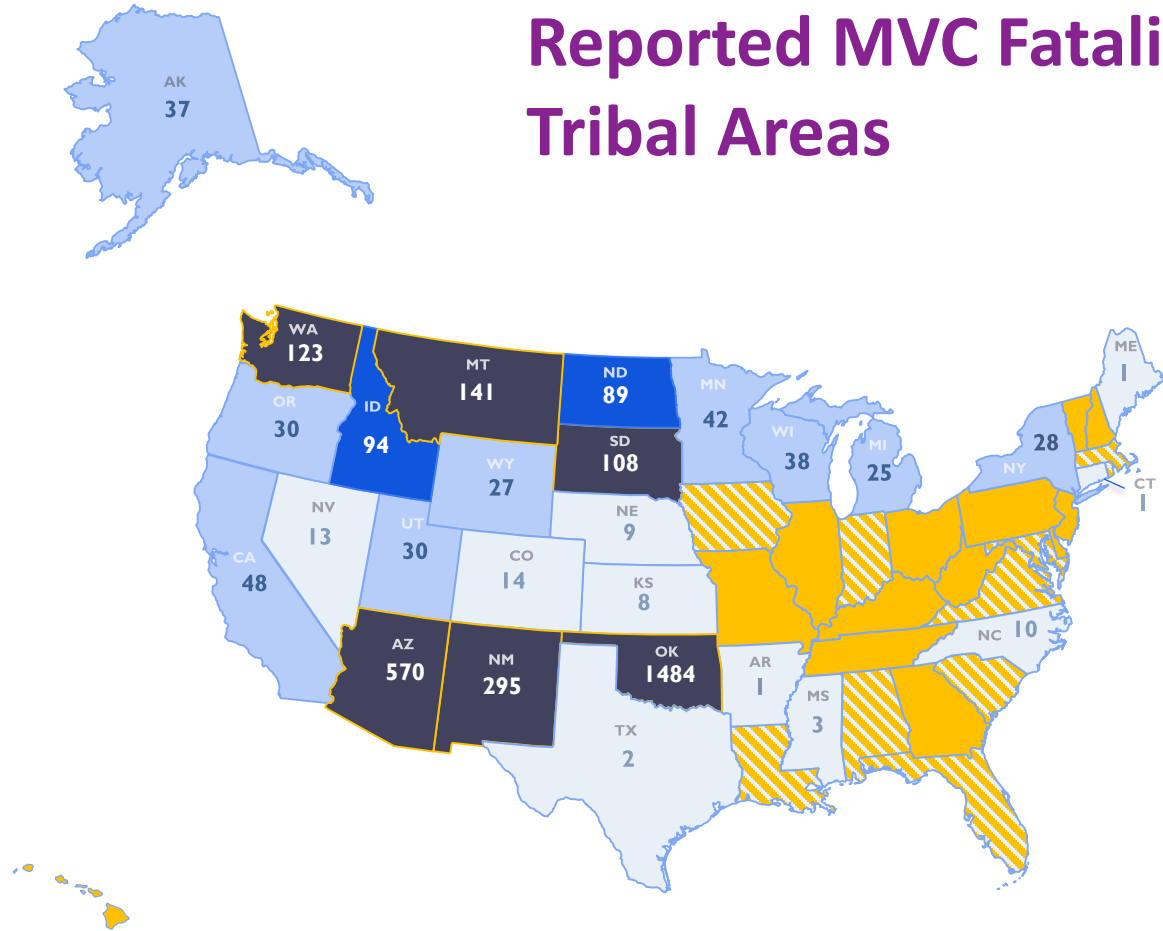 Reported MVC Fatali
Tribal Areas
AK
37
WA
123
MT
141
ND
89
MN
42
OR
30
ID
94
SD
108
WI
38
MI
25
28
NY
ME
1
CT
1
WY
27
NV
13
UT
30
CO
14
NE
9
KS
8
CA
48
AZ
570
NM
295
OK
1484
AR
1
NC 10
MS
3
TX
2